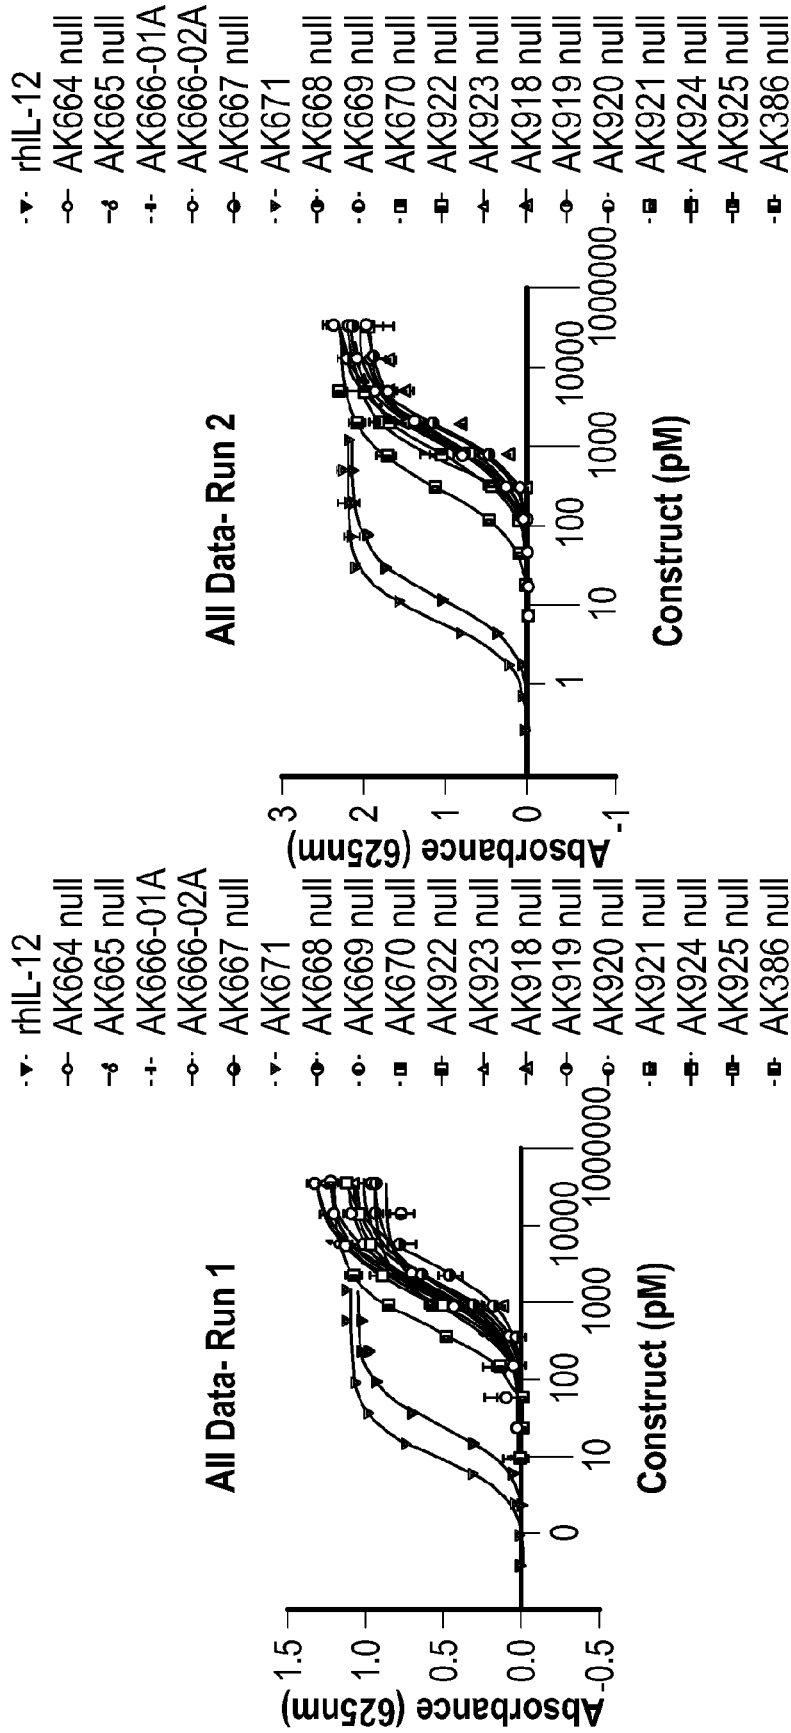 All Data- Run 1
Absorbance (625nm)
1.5
1.0
0.5
0.0
-0.5
0
10
100
1000
10000
1000000
Construct (pM)
rhIL-12
AK664 null
AK665 null
AK666-01A
AK666-02A
AK667 null
AK671
AK668 null
AK669 null
AK670 null
AK922 null
AK923 null
AK918 null
AK919 null
AK920 null
AK921 null
AK924 null
AK925 null
AK386 null
All Data- Run 2
Absorbance (625nm)
3
2
1
0
-1
1
10
100
1000
10000
1000000
Construct (pM)
rhIL-12
AK664 null
AK665 null
AK666-01A
AK666-02A
AK667 null
AK671
AK668 null
AK669 null
AK670 null
AK922 null
AK923 null
AK918 null
AK919 null
AK920 null
AK921 null
AK924 null
AK925 null
AK386 null